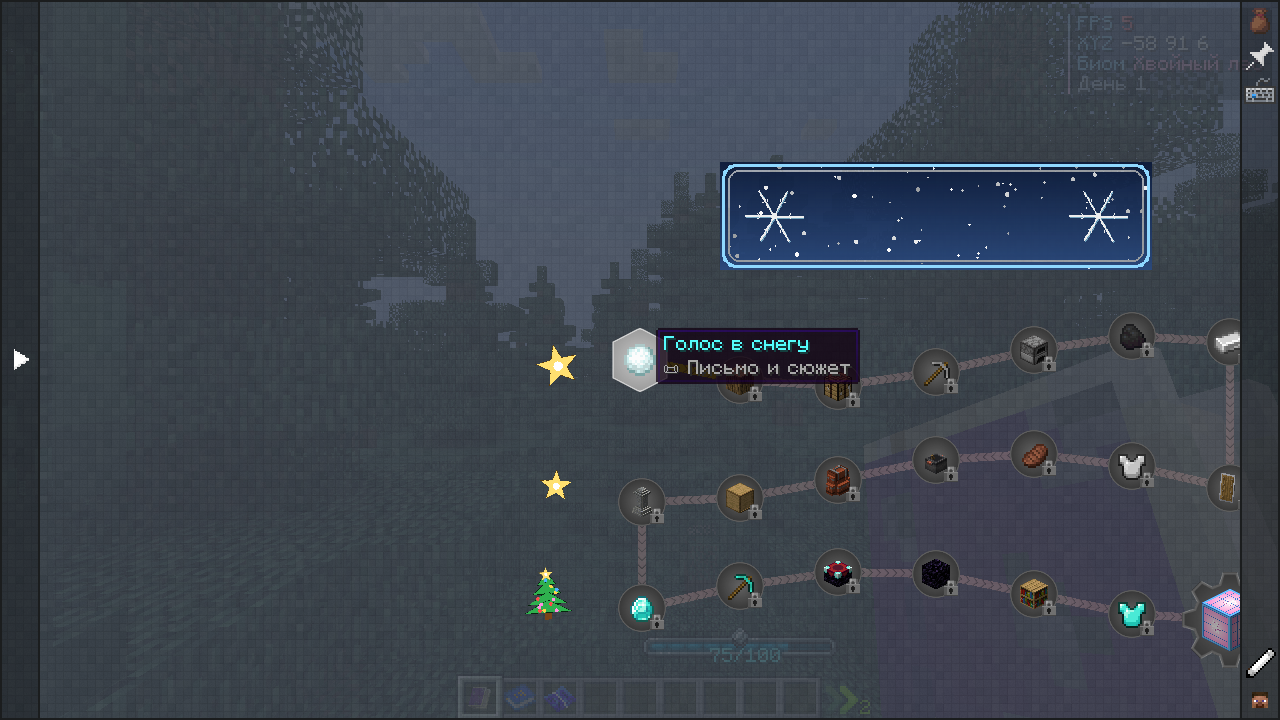 FPS 5
XYZ -58 91 6
Биом Хвойный л
День 1
Голос в снегу
Письмо и сюжет
75/100
2